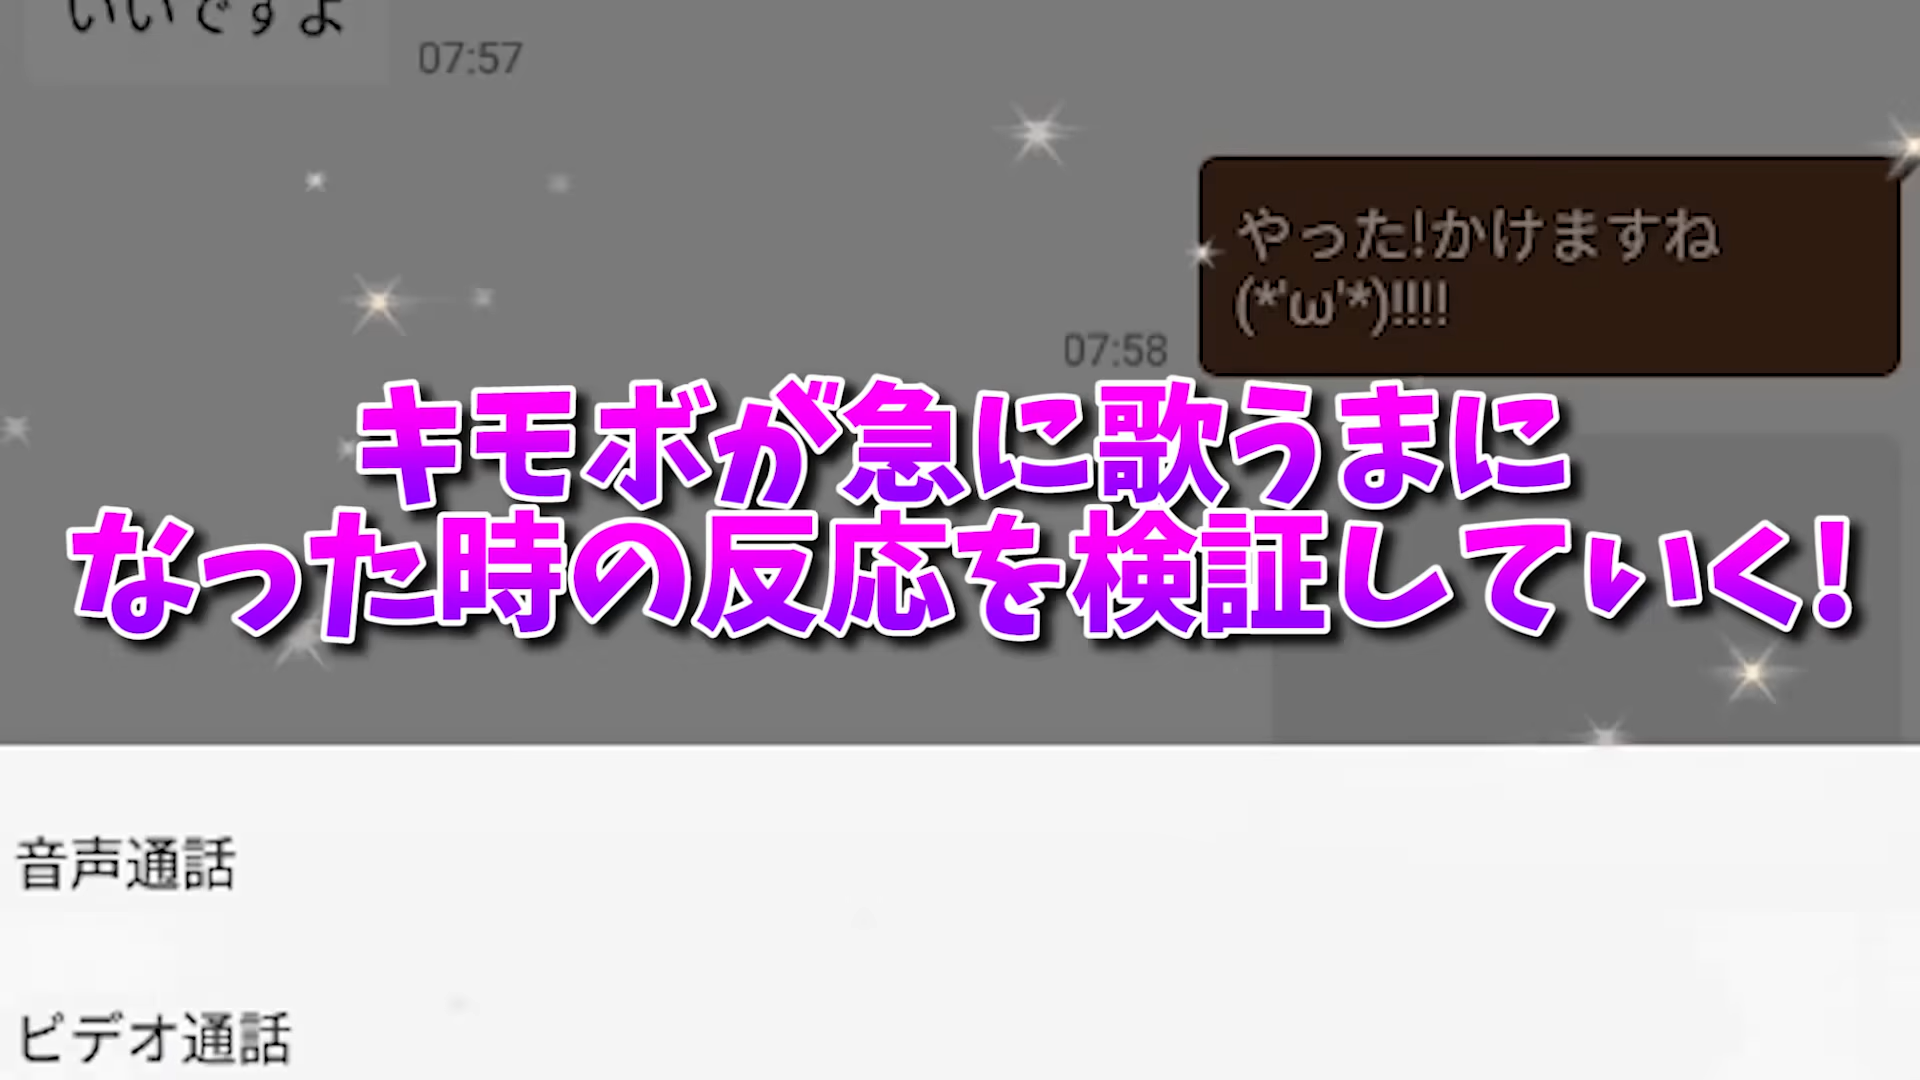 いいですよ
07:57
やった!かけますね
(*'ω'*)!!!!
07:58
キモボが急に歌うまに
なった時の反応を検証していく!
音声通話
ビデオ通話